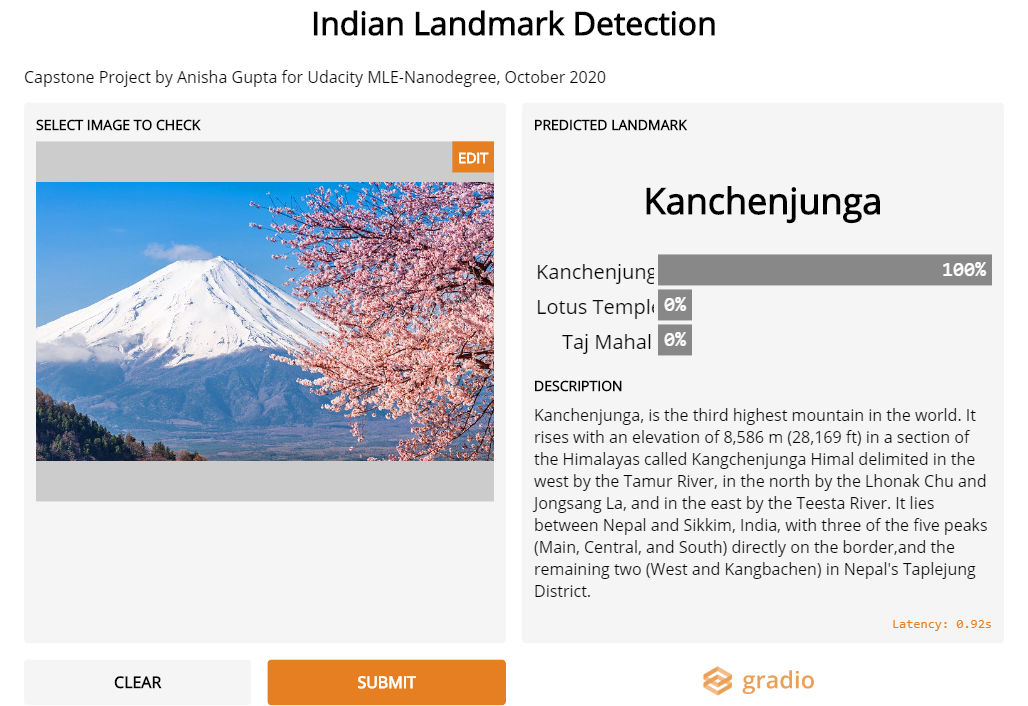 Indian Landmark Detection
Capstone Project by Anisha Gupta for Udacity MLE-Nanodegree, October 2020
SELECT IMAGE TO CHECK
EDIT
PREDICTED LANDMARK
Kanchenjunga
Kanchenjung 100%
Lotus Temple 0%
Taj Mahal 0%
DESCRIPTION
Kanchenjunga, is the third highest mountain in the world. It
rises with an elevation of 8,586 m (28,169 ft) in a section of
the Himalayas called Kangchenjunga Himal delimited in the
west by the Tamur River, in the north by the Lhonak Chu and
Jongsang La, and in the east by the Teesta River. It lies
between Nepal and Sikkim, India, with three of the five peaks
(Main, Central, and South) directly on the border,and the
remaining two (West and Kangbachen) in Nepal's Taplejung
District.
Latency: 0.92s
CLEAR
SUBMIT
gradio